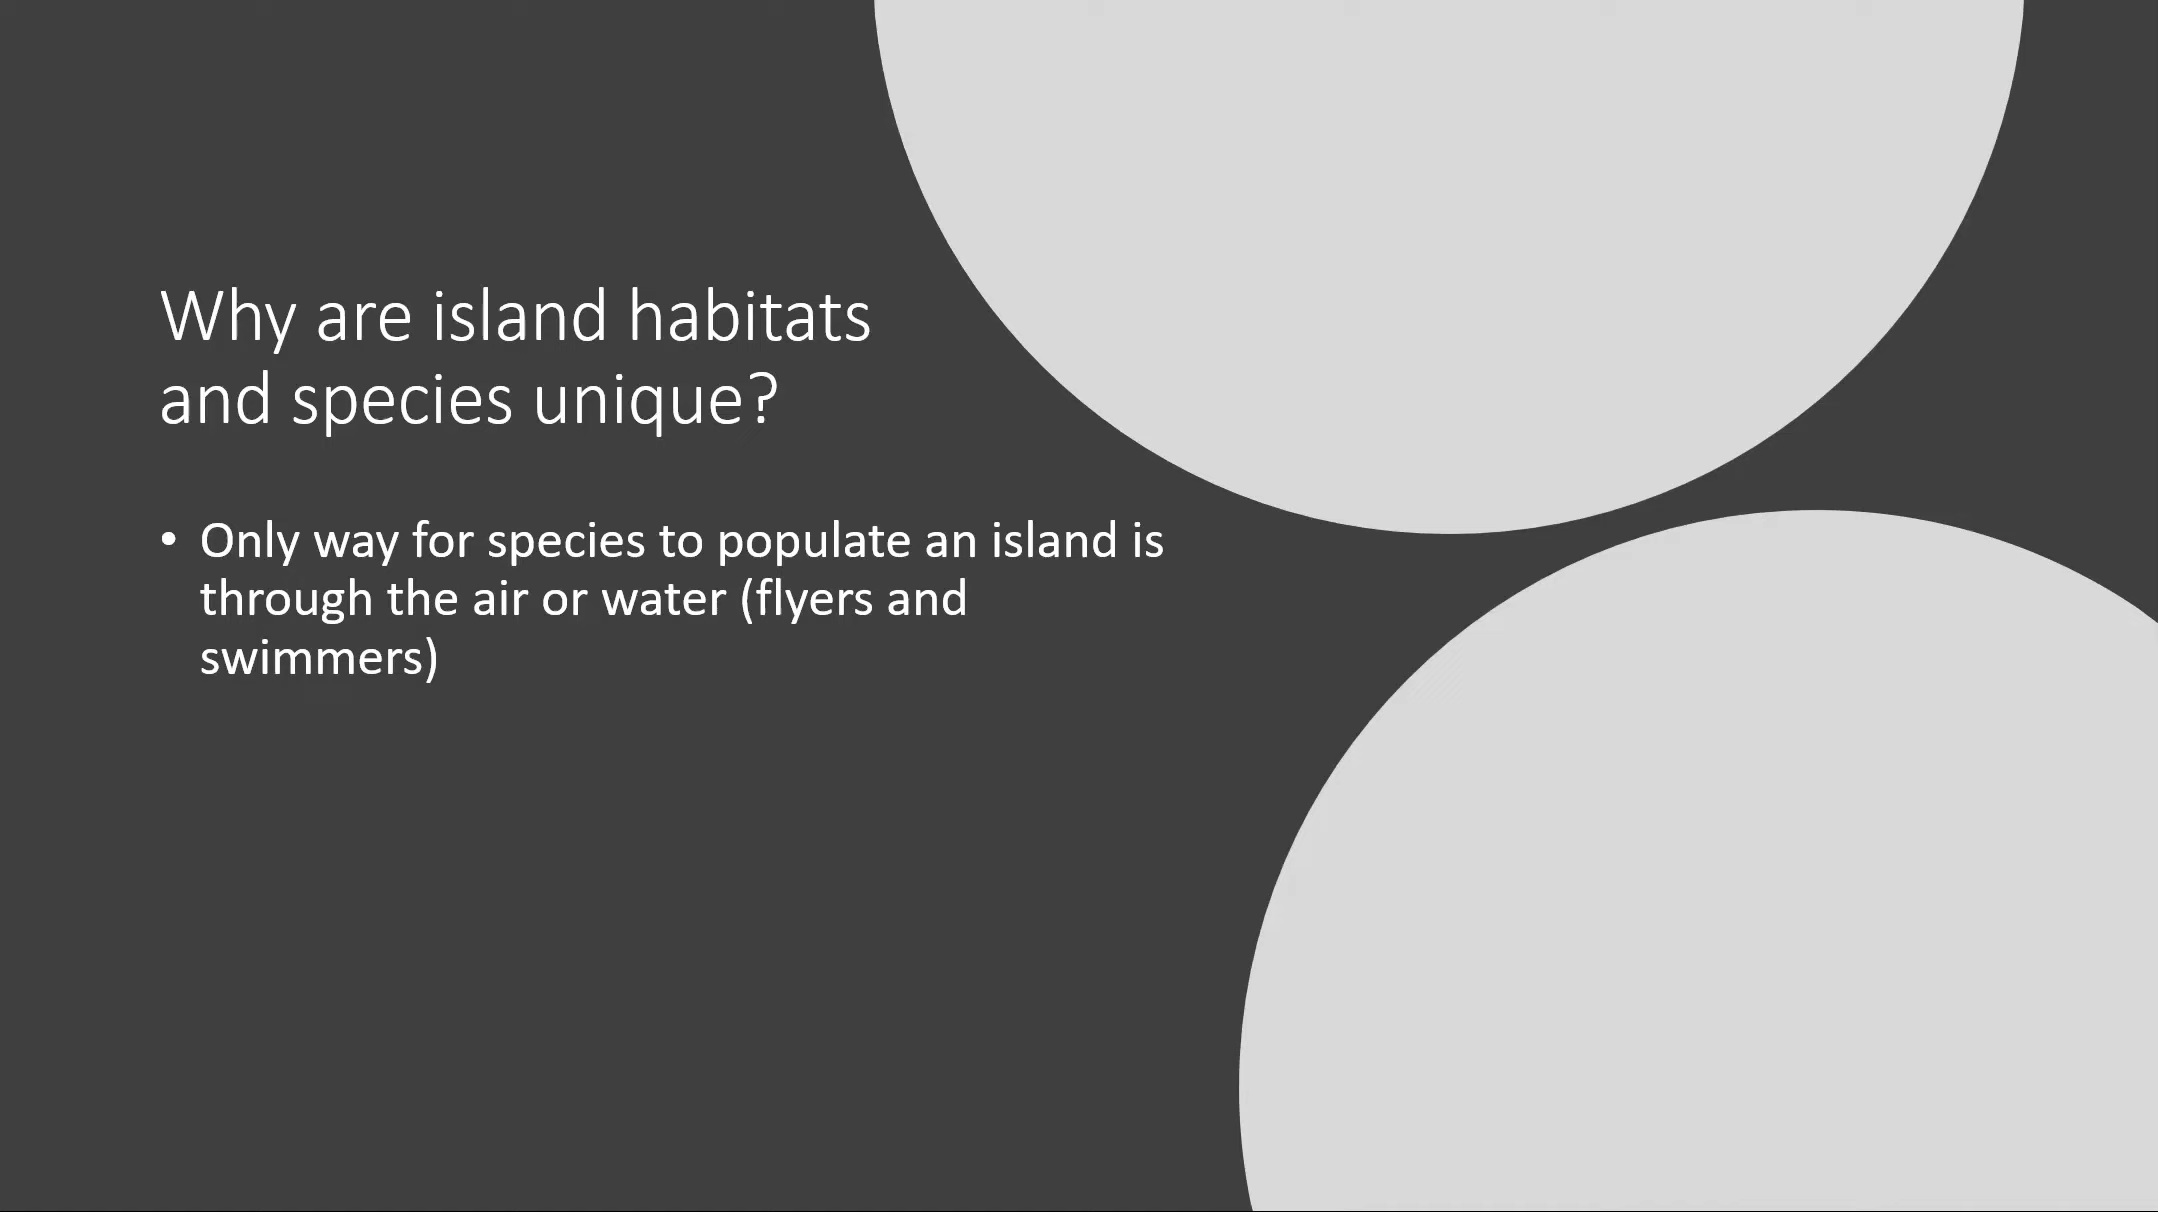 Why are island habitats
and species unique?
• Only way for species to populate an island is
through the air or water (flyers and
swimmers)